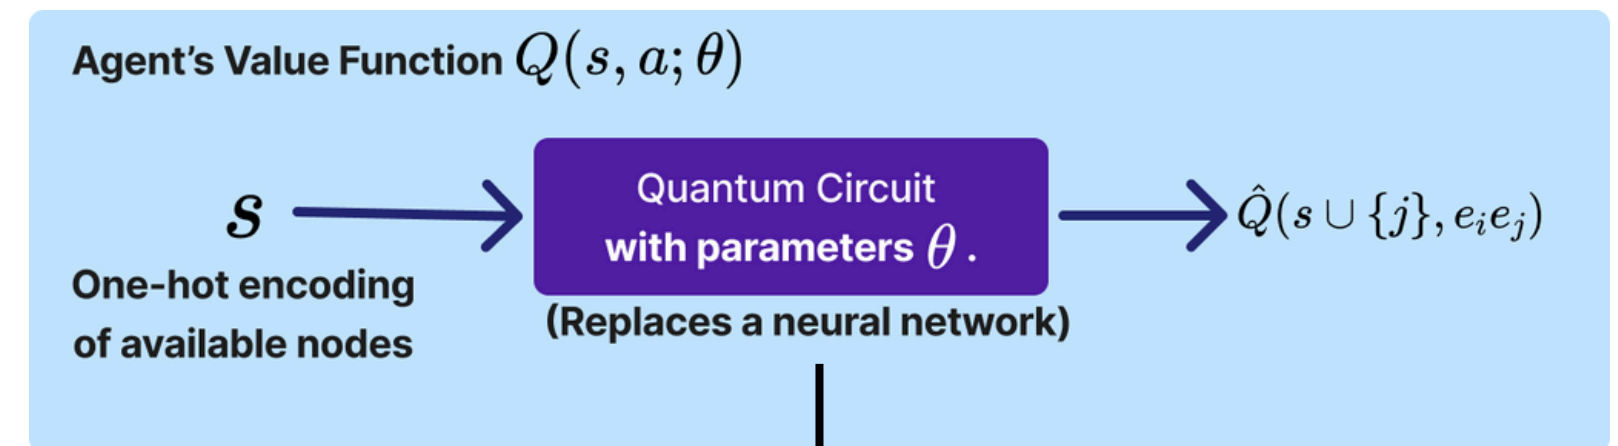 Agent's Value Function Q(s, a; θ)
s
One-hot encoding
of available nodes
Quantum Circuit
with parameters θ .
(Replaces a neural network)
Q̂(s ∪ {j}, eᵢeⱼ)